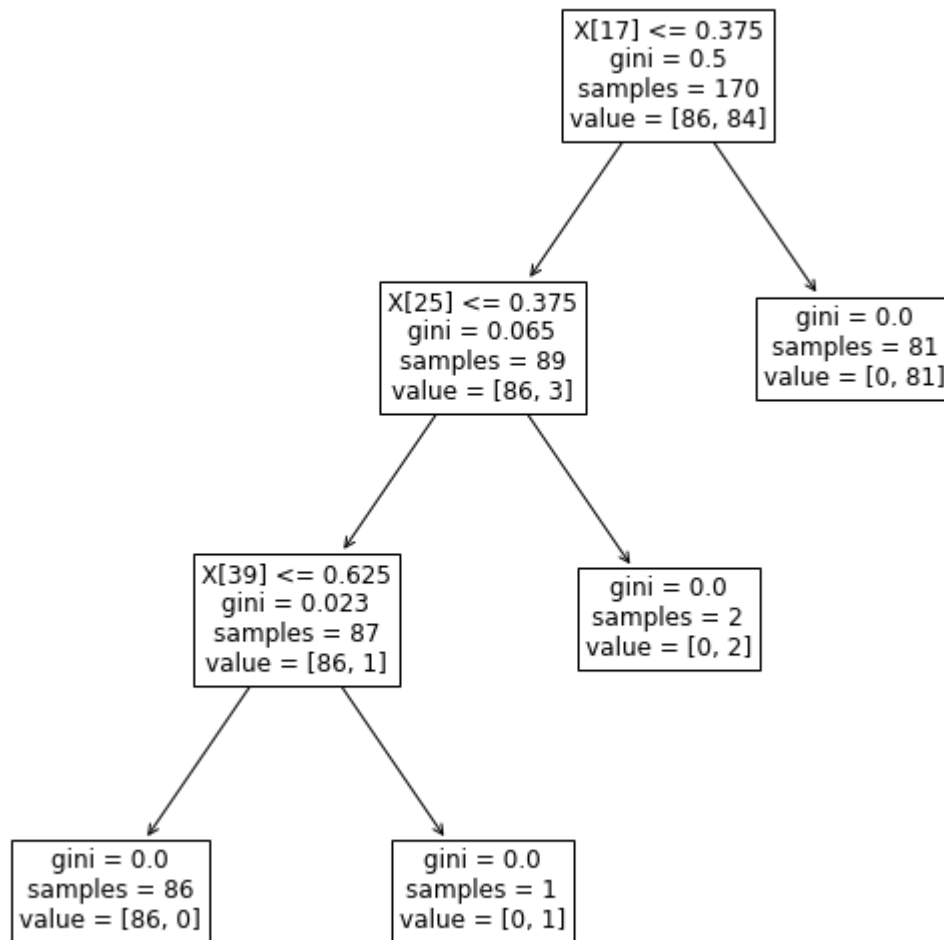 X[17] <= 0.375
gini = 0.5
samples = 170
value = [86, 84]
X[25] <= 0.375
gini = 0.065
samples = 89
value = [86, 3]
gini = 0.0
samples = 81
value = [0, 81]
X[39] <= 0.625
gini = 0.023
samples = 87
value = [86, 1]
gini = 0.0
samples = 2
value = [0, 2]
gini = 0.0
samples = 86
value = [86, 0]
gini = 0.0
samples = 1
value = [0, 1]